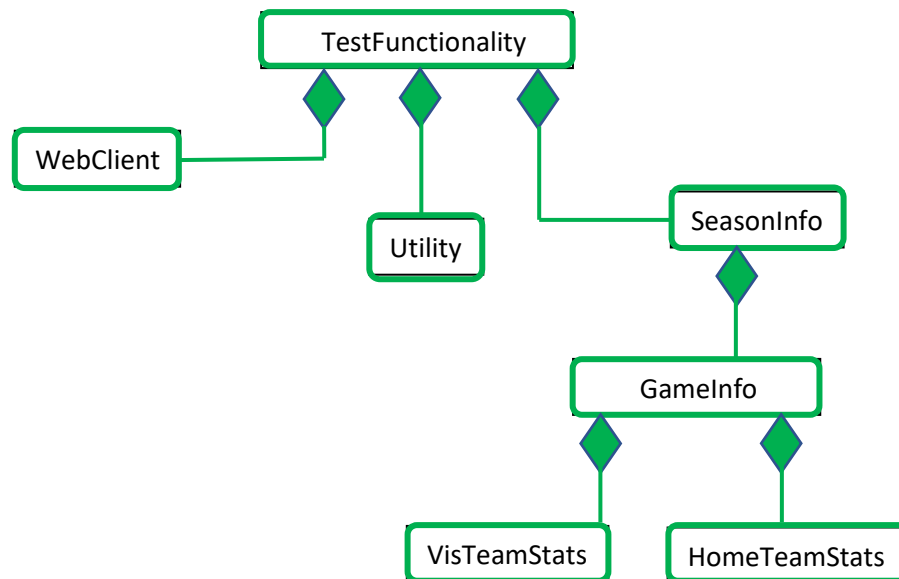 TestFunctionality
WebClient
Utility
SeasonInfo
GameInfo
VisTeamStats
HomeTeamStats